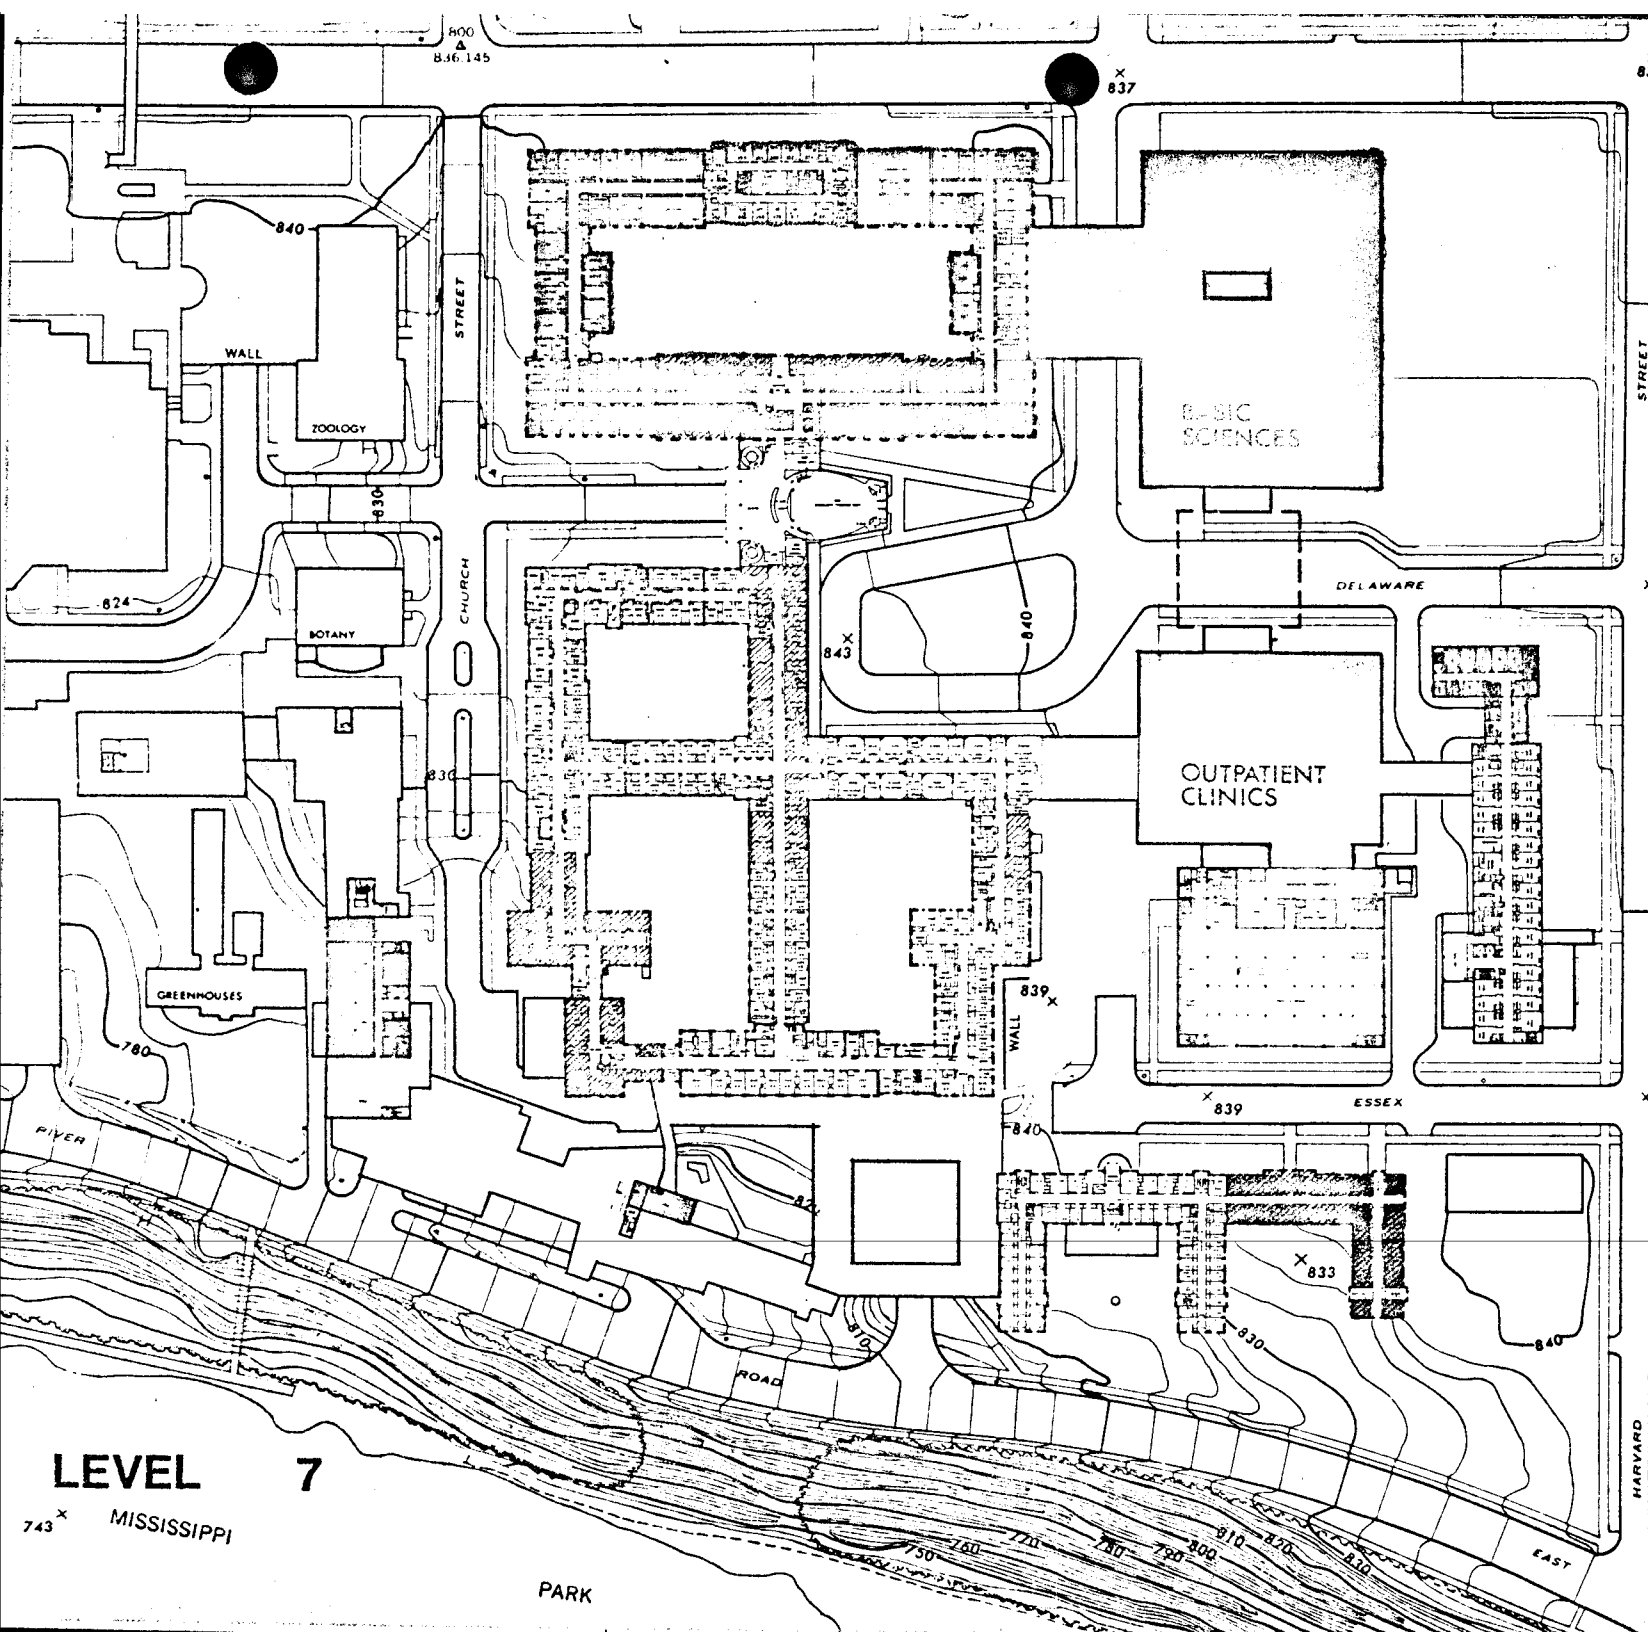 800
836.145
837
840
STREET
WALL
ZOOLOGY
STREET
B-SIC
SCIENCES
830
CHURCH
DELAWARE
824
BOTANY
840
843
OUTPATIENT
CLINICS
830
GREENHOUSES
839
WALL
780
839
ESSEX
840
RIVER
833
810
830
840
ROAD
HARVARD
LEVEL 7
743
MISSISSIPPI
750
760
770
780
790
800
810
820
830
EAST
PARK